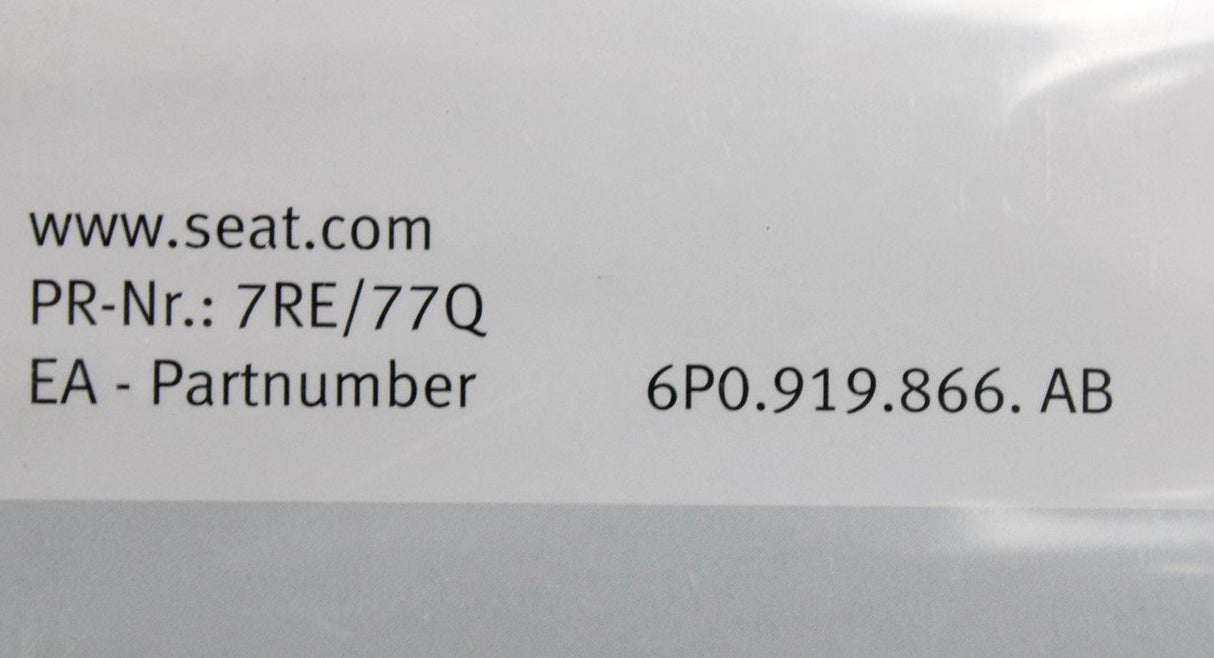 www.seat.com
PR-Nr.: 7RE/77Q
EA - Partnumber 6P0.919.866. AB